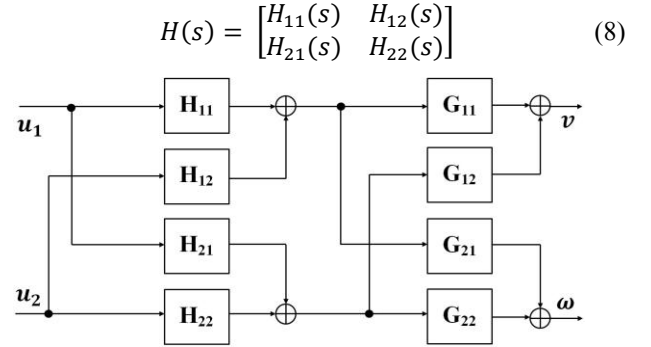 H(s) = [H₁₁(s) H₁₂(s)
H₂₁(s) H₂₂(s)] (8)
u₁ H₁₁ G₁₁ v
H₁₂ G₁₂
H₂₁ G₂₁
u₂ H₂₂ G₂₂ ω